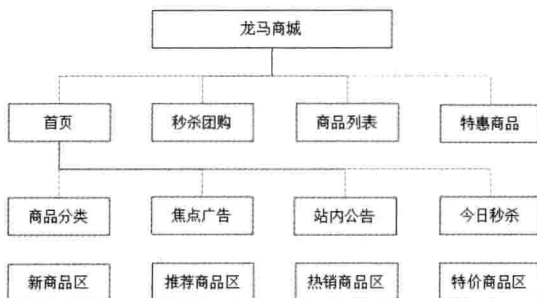 龙马商城
首页 秒杀团购 商品列表 特惠商品
商品分类 焦点广告 站内公告 今日秒杀
新商品区 推荐商品区 热销商品区 特价商品区